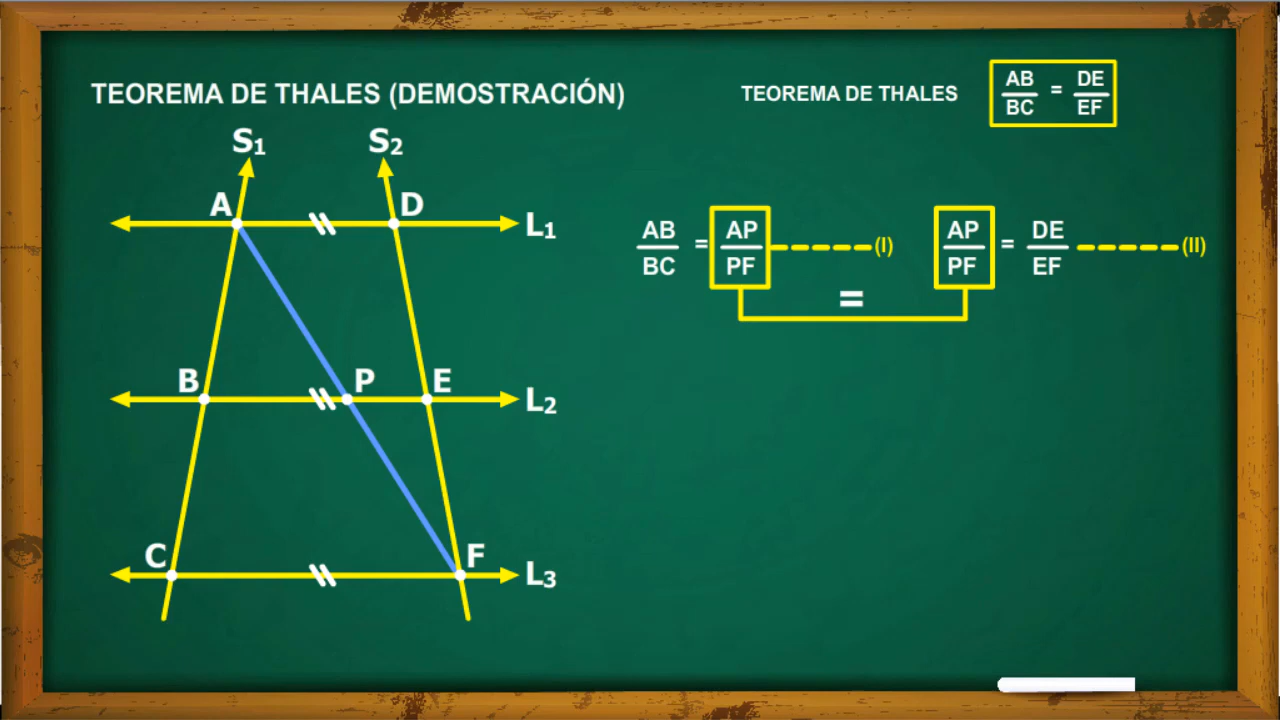 TEOREMA DE THALES (DEMOSTRACIÓN)
TEOREMA DE THALES
AB/BC = DE/EF
S₁ S₂
A D L₁
B P E L₂
C F L₃
AB/BC = AP/PF (I)
AP/PF = DE/EF (II)
=